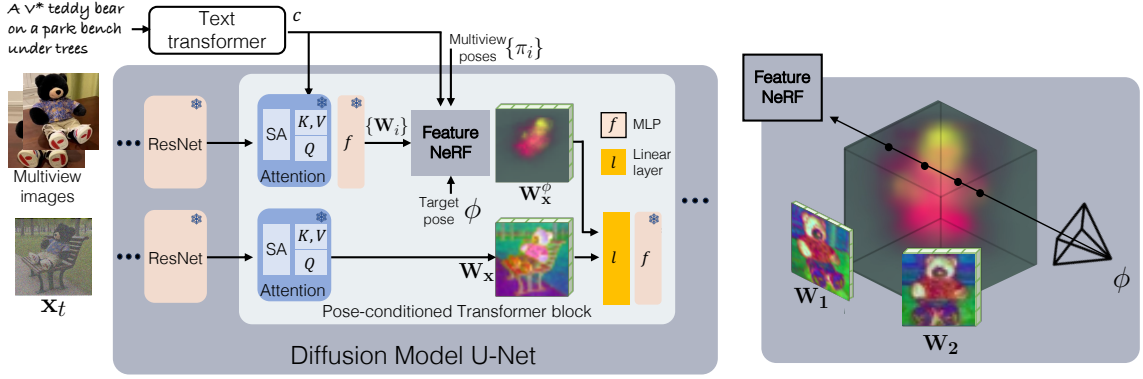 A V* teddy bear
on a park bench
under trees
Text
transformer
c
Multiview
poses {π_i}
Multiview
images
ResNet
SA
K, V
Q
Attention
f
{W_i}
Feature
NeRF
Target
pose ϕ
W_x^ϕ
f MLP
l Linear
layer
x_t
ResNet
SA
K, V
Q
Attention
W_x
l
f
Pose-conditioned Transformer block
Diffusion Model U-Net
Feature
NeRF
W_1
W_2
ϕ